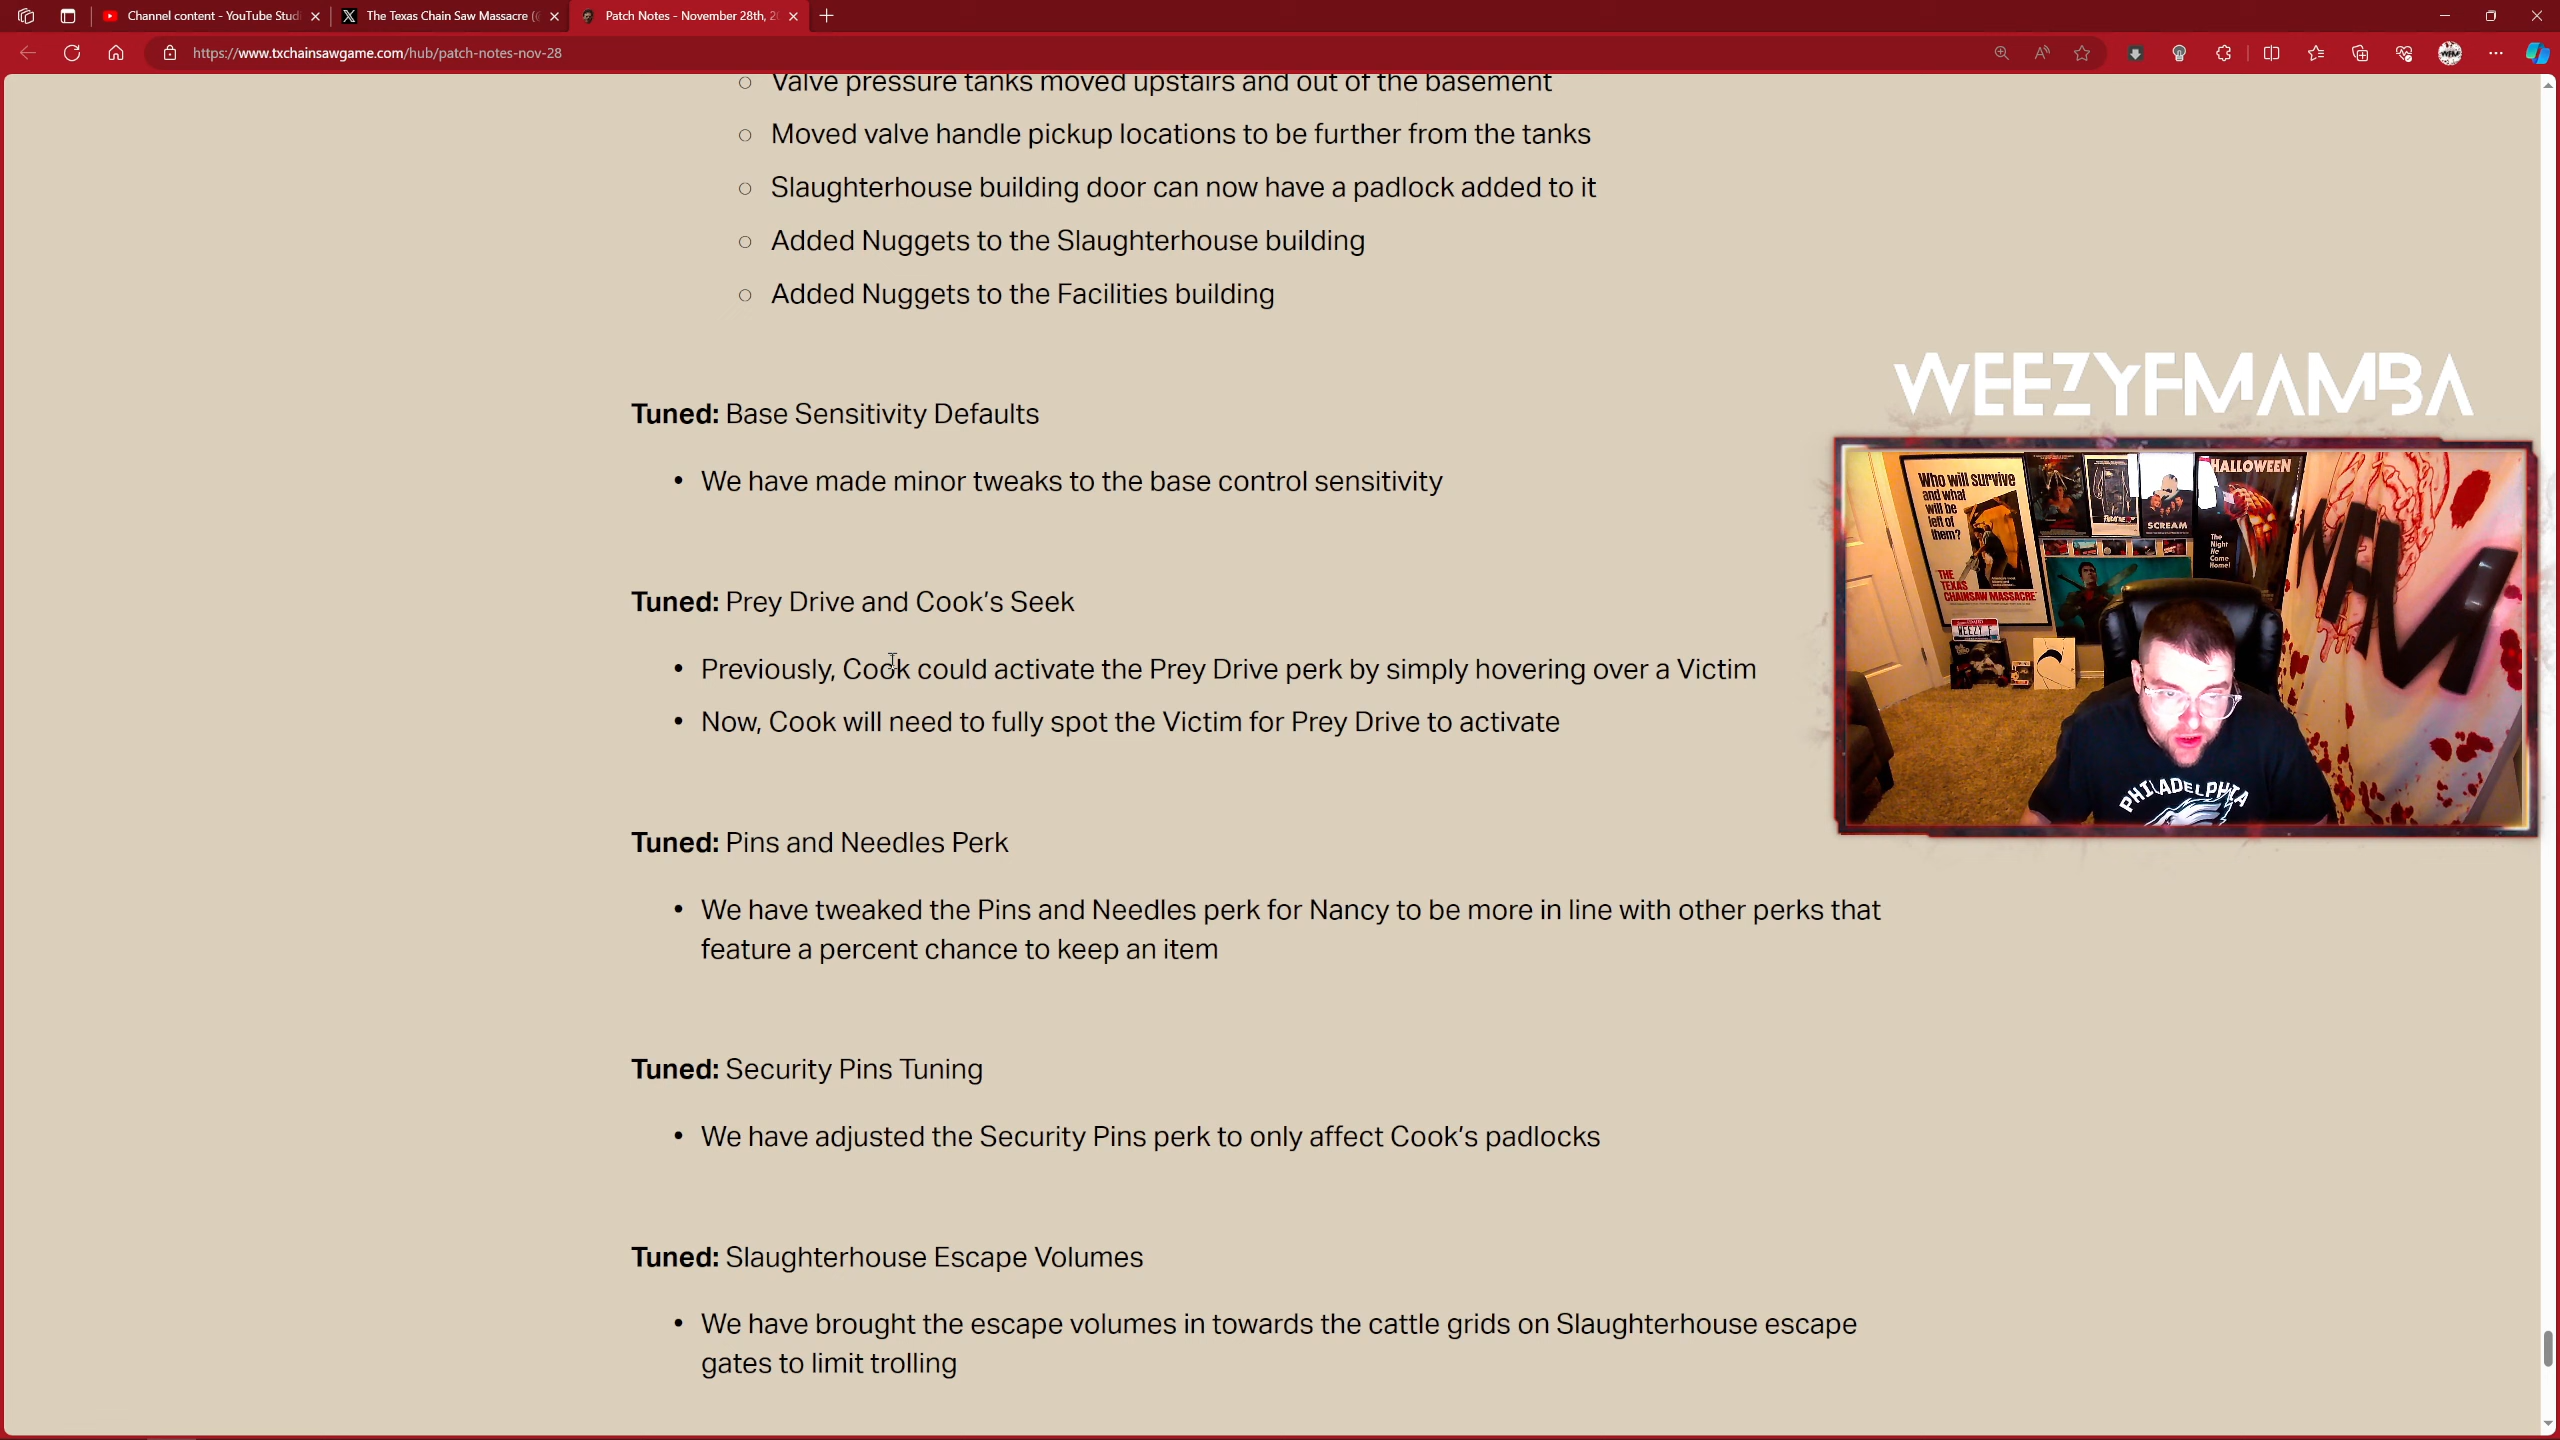 Channel content - YouTube Studi
The Texas Chain Saw Massacre (@
Patch Notes - November 28th, 20
https://www.txchainsawgame.com/hub/patch-notes-nov-28
Valve pressure tanks moved upstairs and out of the basement
Moved valve handle pickup locations to be further from the tanks
Slaughterhouse building door can now have a padlock added to it
Added Nuggets to the Slaughterhouse building
Added Nuggets to the Facilities building
Tuned: Base Sensitivity Defaults
• We have made minor tweaks to the base control sensitivity
Tuned: Prey Drive and Cook's Seek
• Previously, Cook could activate the Prey Drive perk by simply hovering over a Victim
• Now, Cook will need to fully spot the Victim for Prey Drive to activate
Tuned: Pins and Needles Perk
• We have tweaked the Pins and Needles perk for Nancy to be more in line with other perks that
feature a percent chance to keep an item
Tuned: Security Pins Tuning
• We have adjusted the Security Pins perk to only affect Cook's padlocks
Tuned: Slaughterhouse Escape Volumes
• We have brought the escape volumes in towards the cattle grids on Slaughterhouse escape
gates to limit trolling
WEEZYFMAMBA
Who will survive
and what
will be
left of
them?
THE
TEXAS
CHAINSAW MASSACRE
WEEZY F
SCREAM
HALLOWEEN
The
Night
He
Came
Home!
MAM
PHILADELPHIA